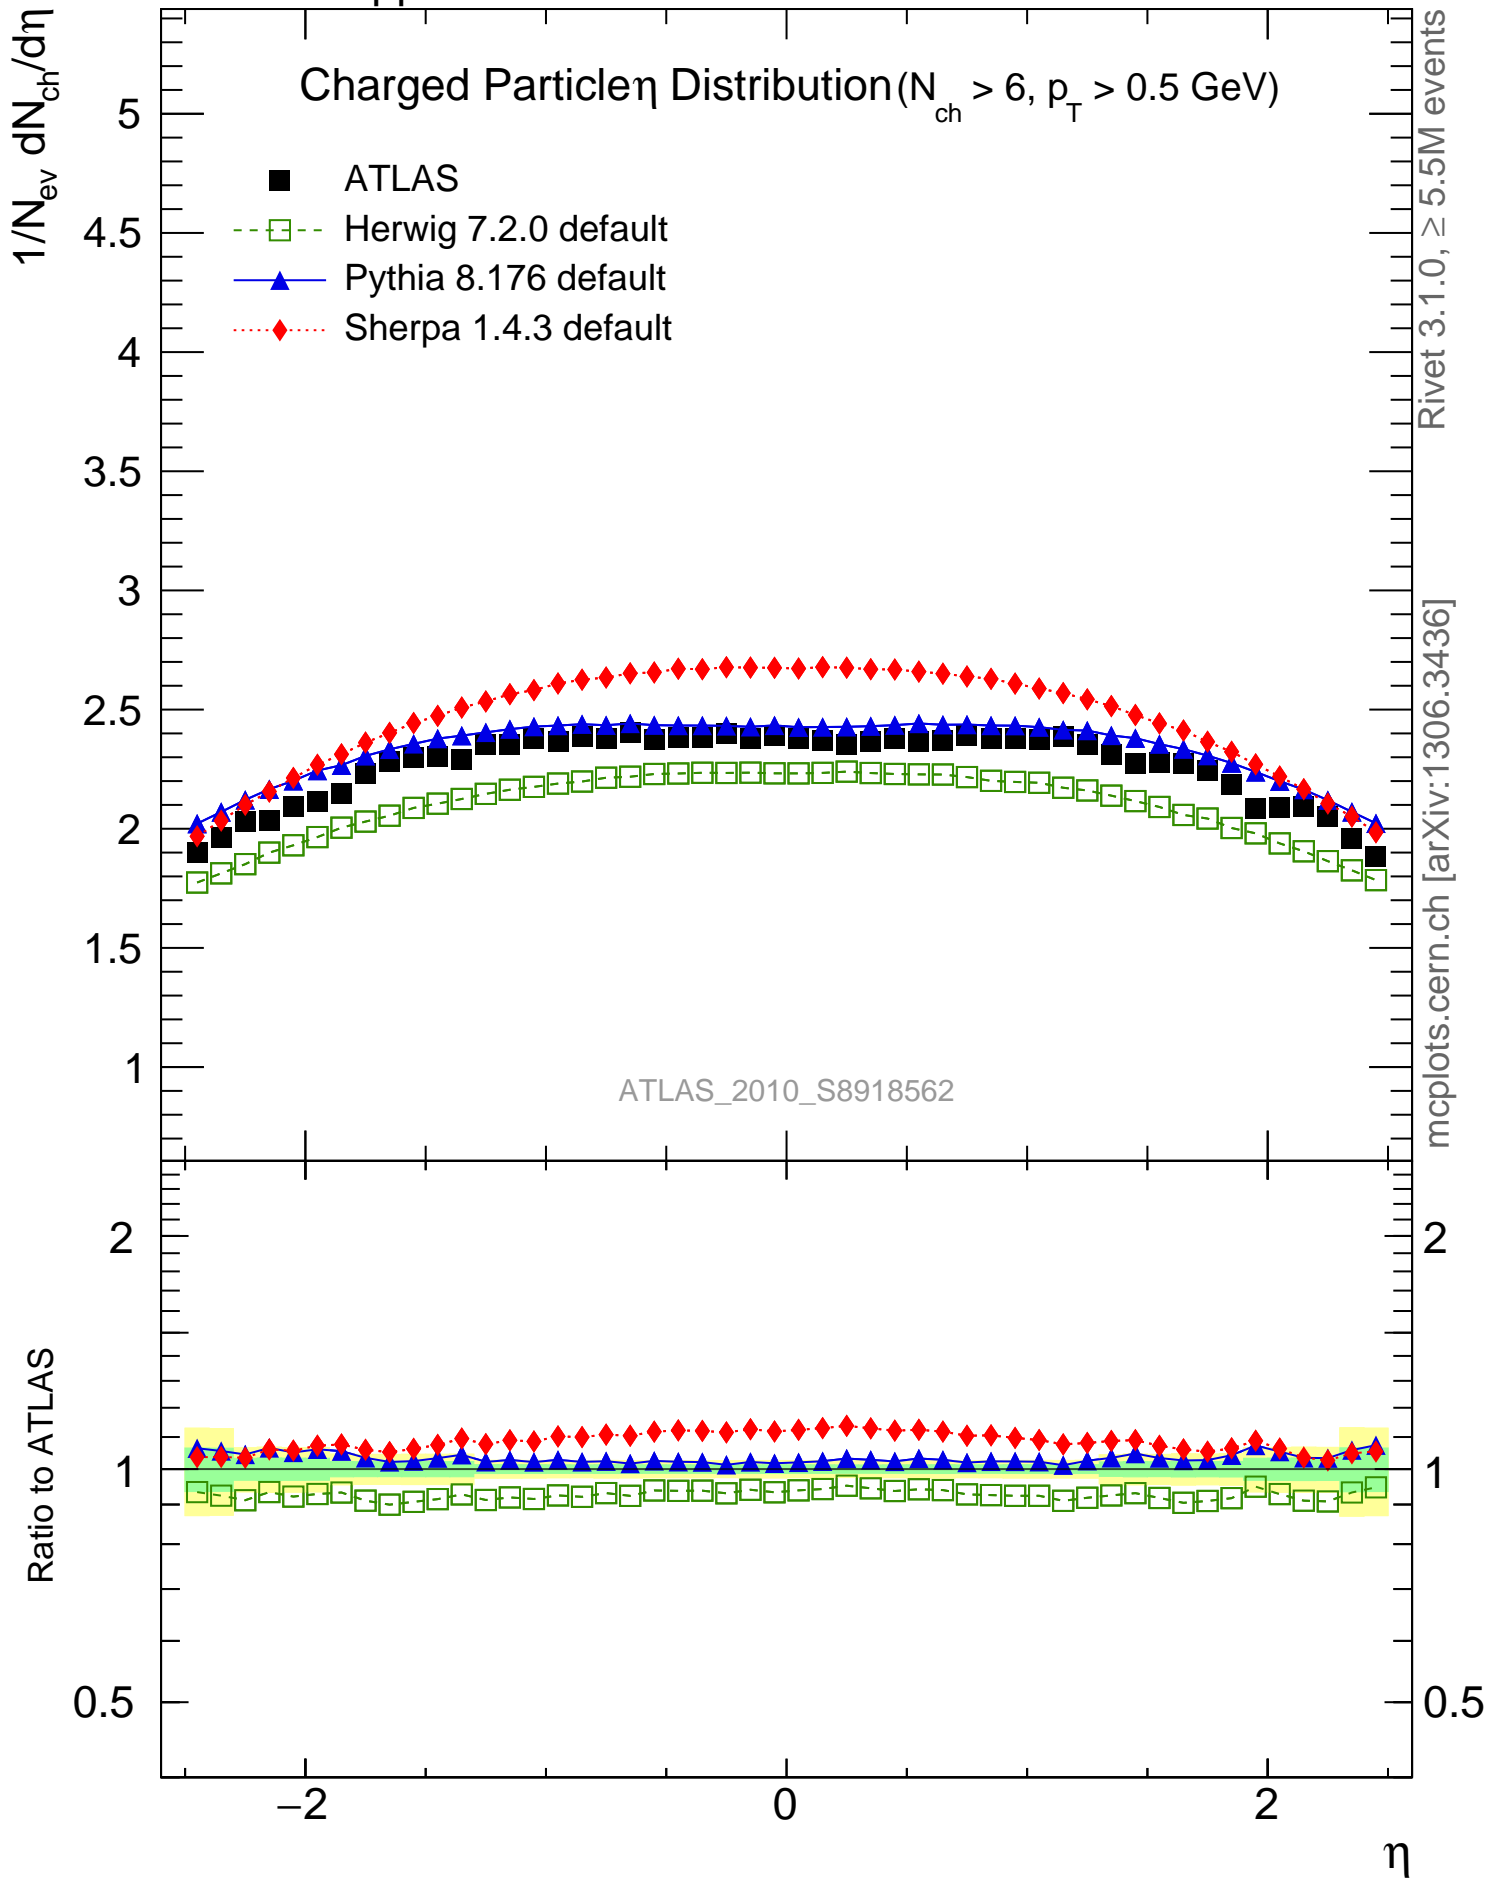 pp
1/N_ev dN_ch/dη
Charged Particle η Distribution (N_ch > 6, p_T > 0.5 GeV)
ATLAS
Herwig 7.2.0 default
Pythia 8.176 default
Sherpa 1.4.3 default
5
4.5
4
3.5
3
2.5
2
1.5
1
ATLAS_2010_S8918562
Rivet 3.1.0, ≥ 5.5M events
mcplots.cern.ch [arXiv:1306.3436]
Ratio to ATLAS
2
1
0.5
2
1
0.5
−2
0
2
η